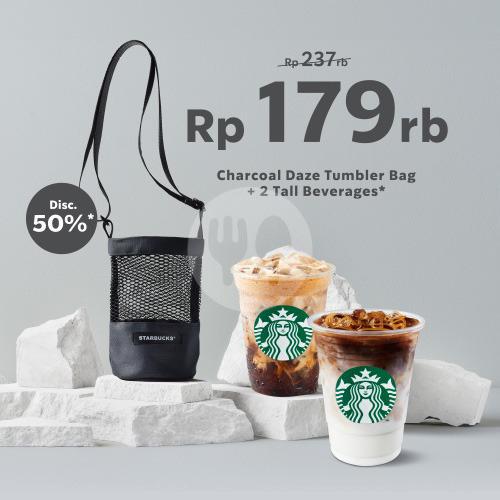 Rp 237rb
Rp 179rb
Charcoal Daze Tumbler Bag
+ 2 Tall Beverages*
Disc.
50%*
STARBUCKS®